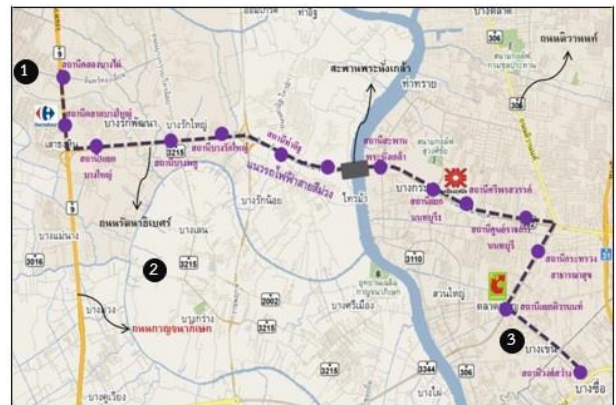 บางตลาด
9
306
ถนนติวานนท์
1
สถานีคลองบางไผ่
สะพานพระนั่งเกล้า
ท่าทราย
สถานีตลาดบางใหญ่
บางรักพัฒนา
บางรักใหญ่
เสาธงหิน
3215
สถานีบางพลู
สถานีบางรักใหญ่
สถานีท่าอิฐ
สถานีสะพาน
พระนั่งเกล้า
สถานีแยก
บางใหญ่
แนวรถไฟฟ้าสายสีม่วง
ไทรม้า
บางกระสอ
สถานีศรีพรสวรรค์
สถานีแยก
นนทบุรี1
สถานีศูนย์ราชการ
นนทบุรี
ถนนรัตนาธิเบศร์
บางรักน้อย
9
บางแม่นาง
บางเลน
3016
2
3215
3110
สถานีกระทรวง
สาธารณสุข
สวนใหญ่
2002
บางศรีเมือง
สถานีแยกติวานนท์
บางม่วง
ถนนกาญจนาภิเษก
บางกร่าง
3215
3
บางเขน
3215
3344
306
สถานีวงศ์สว่าง
บางซื่อ
บางคูเวียง
บางไผ่